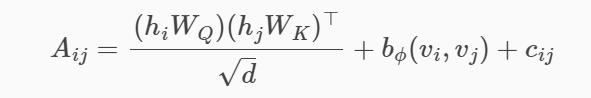 $$A_{ij} = \frac{(h_i W_Q)(h_j W_K)^\top}{\sqrt{d}} + b_\phi(v_i, v_j) + c_{ij}$$